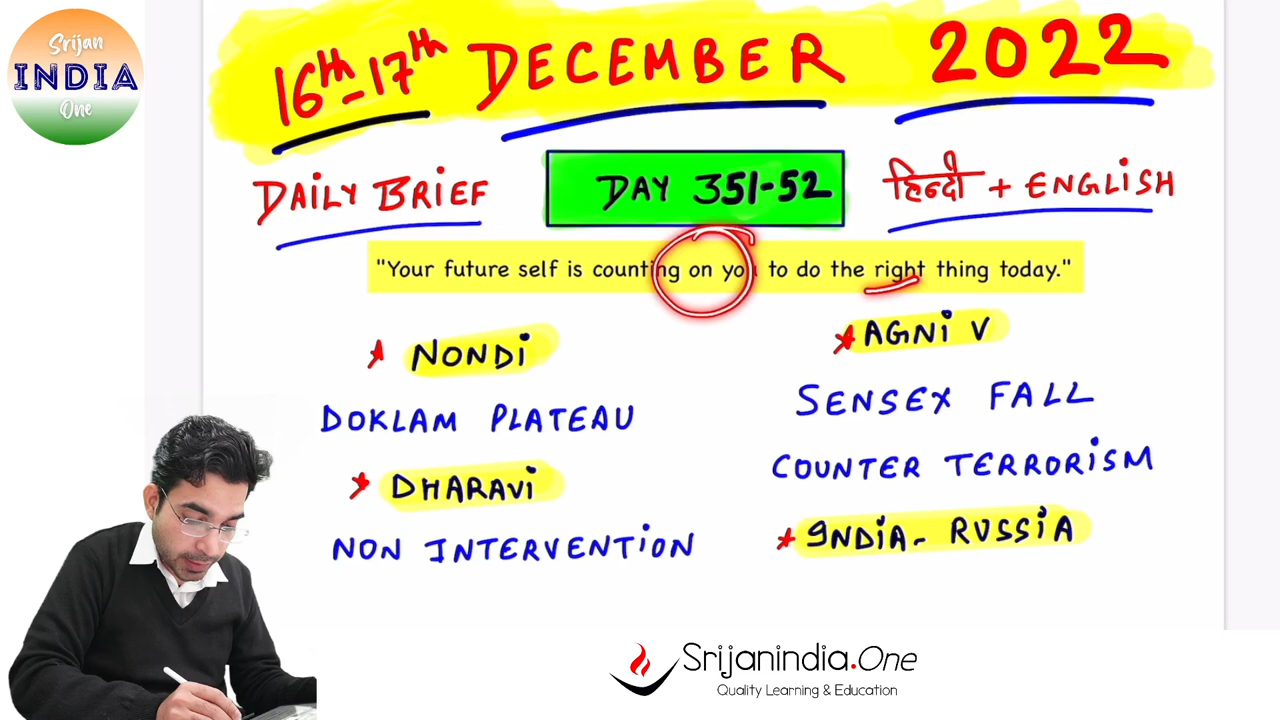 Srijan
INDIA
One
16th-17th DECEMBER 2022
DAILY BRIEF
DAY 351-52
हिन्दी + ENGLISH
"Your future self is counting on you to do the right thing today."
NONDI
AGNI V
DOKLAM PLATEAU
SENSEX FALL
DHARAVI
COUNTER TERRORISM
NON INTERVENTION
INDIA- RUSSIA
Srijanindia.One
Quality Learning & Education